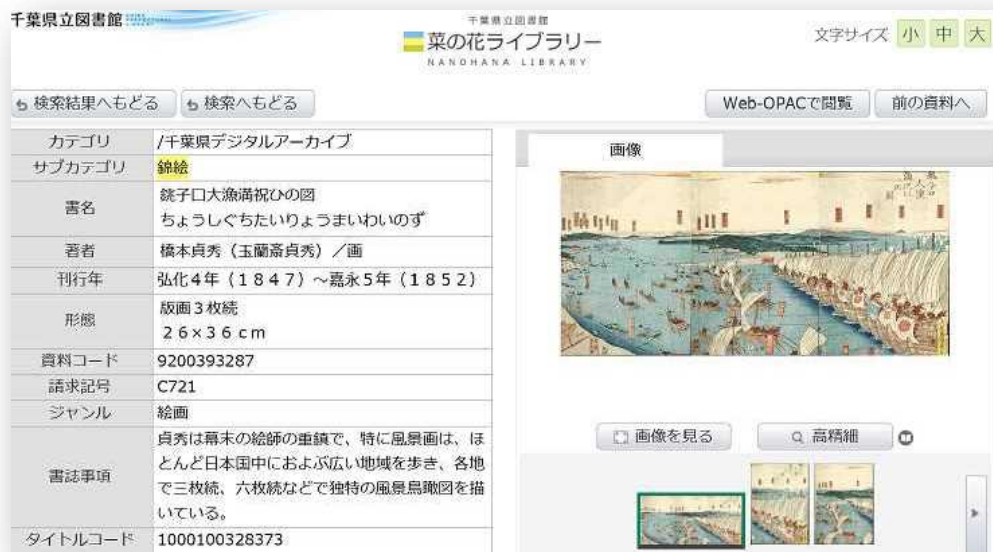 千葉県立図書館
千葉県立図書館
菜の花ライブラリー
NANOHANA LIBRARY
文字サイズ 小 中 大
検索結果へもどる 検索へもどる Web-OPACで閲覧 前の資料へ
カテゴリ /千葉県デジタルアーカイブ
サブカテゴリ 錦絵
書名 銚子口大漁満祝ひの図
ちょうしぐちたいりょうまいわいのず
著者 橋本貞秀（玉蘭斎貞秀）／画
刊行年 弘化４年（１８４７）～嘉永５年（１８５２）
形態 版画３枚続
２６×３６ｃｍ
資料コード 9200393287
請求記号 C721
ジャンル 絵画
書誌事項 貞秀は幕末の絵師の重鎮で、特に風景画は、ほ
とんど日本国中におよぶ広い地域を歩き、各地
で三枚続、六枚続などで独特の風景鳥瞰図を描
いている。
タイトルコード 1000100328373
画像
画像を見る 高精細